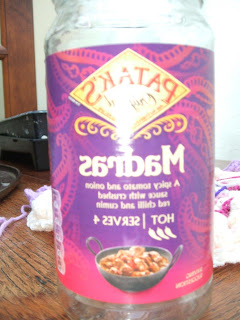 PATAK'S
Madras
A spicy tomato and onion
sauce with crushed
red chilli and cumin
HOT | SERVES 4